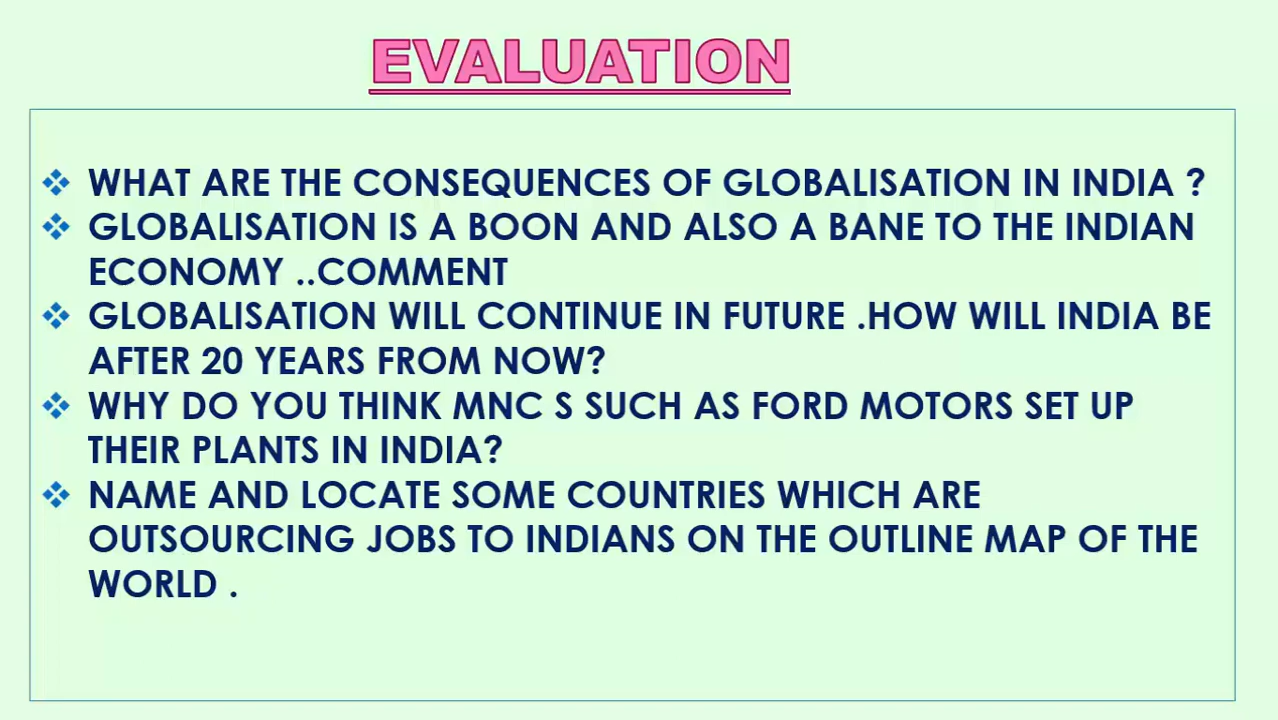 EVALUATION
WHAT ARE THE CONSEQUENCES OF GLOBALISATION IN INDIA ?
GLOBALISATION IS A BOON AND ALSO A BANE TO THE INDIAN
ECONOMY ..COMMENT
GLOBALISATION WILL CONTINUE IN FUTURE .HOW WILL INDIA BE
AFTER 20 YEARS FROM NOW?
WHY DO YOU THINK MNC S SUCH AS FORD MOTORS SET UP
THEIR PLANTS IN INDIA?
NAME AND LOCATE SOME COUNTRIES WHICH ARE
OUTSOURCING JOBS TO INDIANS ON THE OUTLINE MAP OF THE
WORLD .